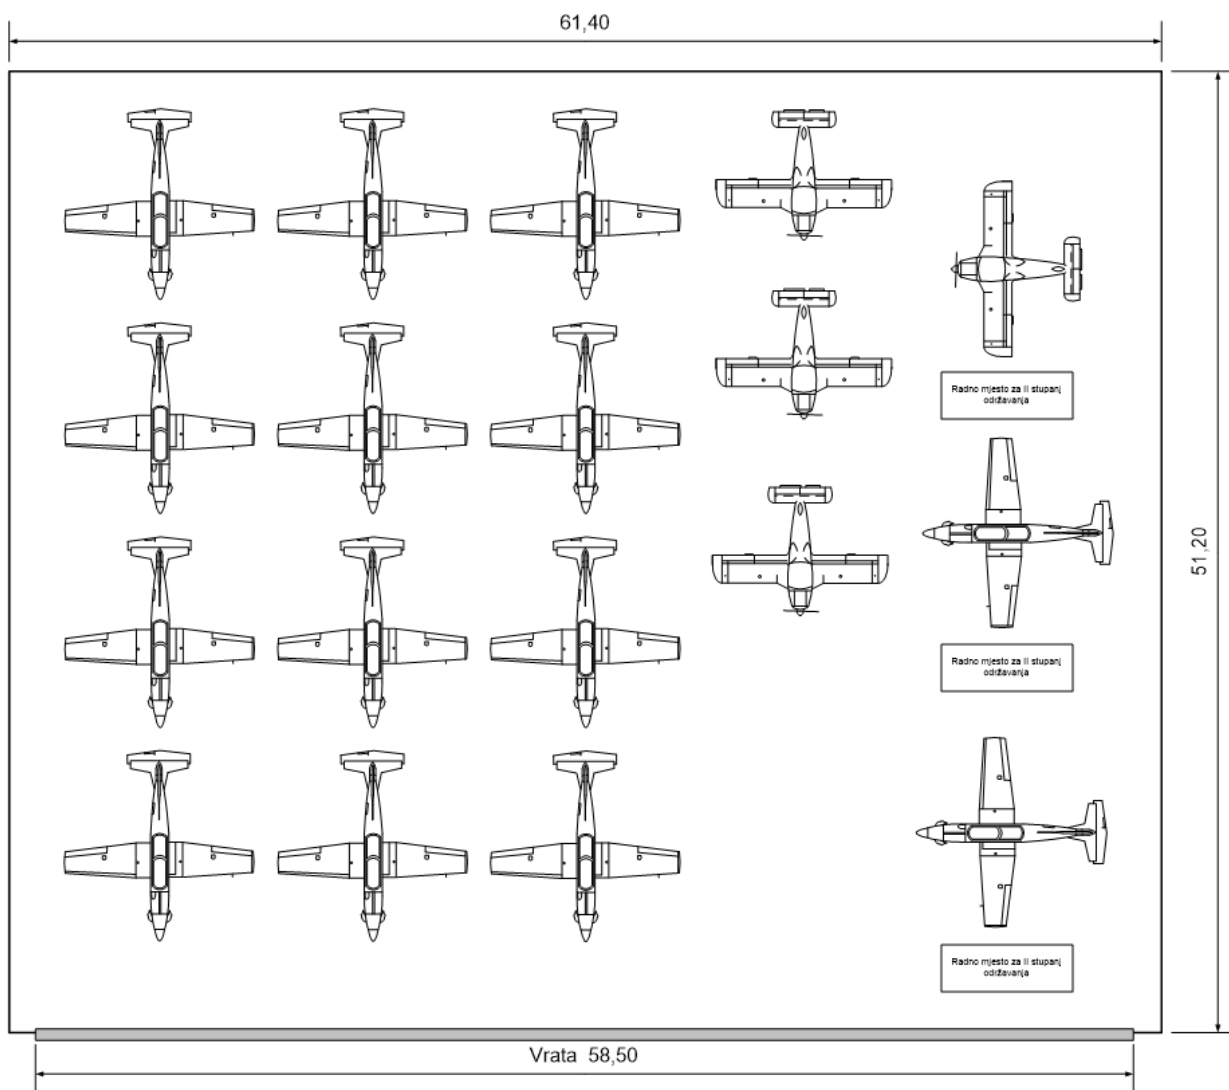 61,40
Radno mjesto za II stupanj
održavanja
51,20
Radno mjesto za II stupanj
održavanja
Radno mjesto za II stupanj
održavanja
Vrata 58,50